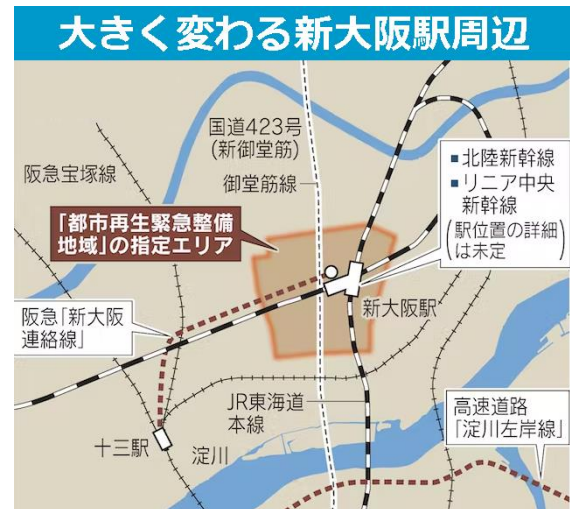 大きく変わる新大阪駅周辺
国道423号
(新御堂筋)
阪急宝塚線
御堂筋線
■北陸新幹線
■リニア中央
新幹線
(駅位置の詳細
は未定)
「都市再生緊急整備
地域」の指定エリア
阪急「新大阪
連絡線」
新大阪駅
JR東海道
本線
高速道路
「淀川左岸線」
十三駅
淀川